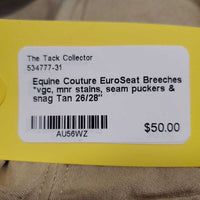 The Tack Collector
534777-31
Equine Couture EuroSeat Breeches
*vgc, mnr stains, seam puckers &
snag Tan 26/28"
AU56WZ
$50.00